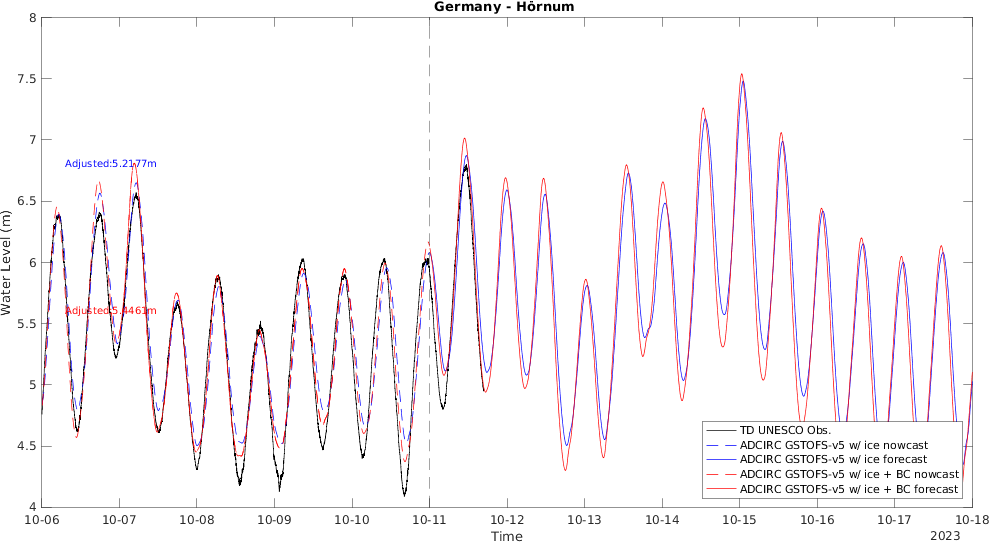 Germany - Hörnum
8
7.5
7
6.5
6
5.5
5
4.5
4
Water Level (m)
Adjusted:5.2177m
Adjusted:5.4461m
TD UNESCO Obs.
ADCIRC GSTOFS-v5 w/ ice nowcast
ADCIRC GSTOFS-v5 w/ ice forecast
ADCIRC GSTOFS-v5 w/ ice + BC nowcast
ADCIRC GSTOFS-v5 w/ ice + BC forecast
10-06 10-07 10-08 10-09 10-10 10-11 10-12 10-13 10-14 10-15 10-16 10-17 10-18
Time
2023